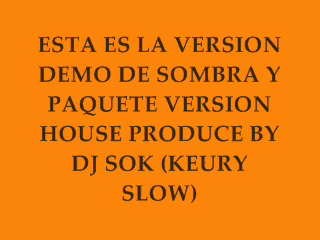 ESTA ES LA VERSION
DEMO DE SOMBRA Y
PAQUETE VERSION
HOUSE PRODUCE BY
DJ SOK (KEURY
SLOW)